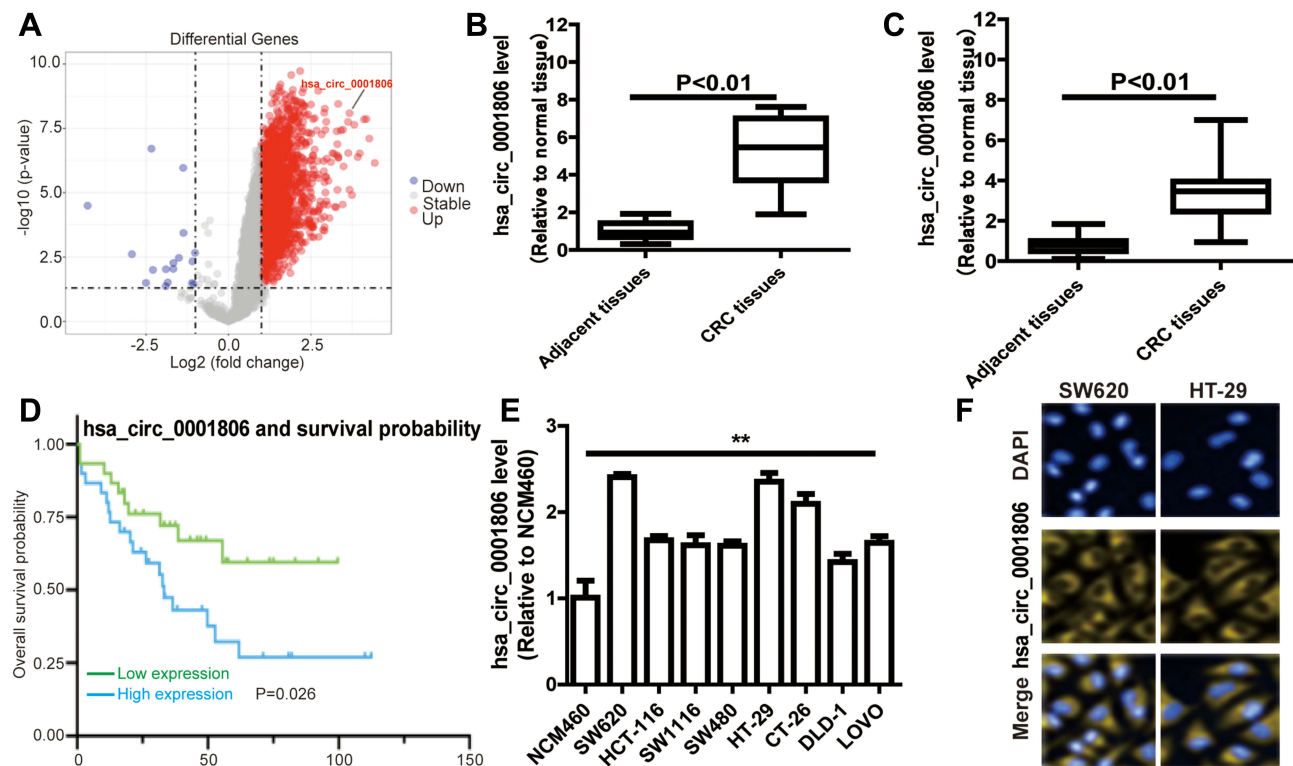 A
Differential Genes
hsa_circ_0001806
10.0
7.5
5.0
2.5
0.0
-log10 (p-value)
-2.5
0.0
2.5
Log2 (fold change)
Down
Stable
Up
B
hsa_circ_0001806 level
(Relative to normal tissue)
12
10
8
6
4
2
0
P<0.01
Adjacent tissues
CRC tissues
C
hsa_circ_0001806 level
(Relative to normal tissue)
12
10
8
6
4
2
0
P<0.01
Adjacent tissues
CRC tissues
D
hsa_circ_0001806 and survival probability
Overall survival probability
1.00
0.75
0.50
0.25
0.00
0
50
100
150
Low expression
High expression
P=0.026
E
hsa_circ_0001806 level
(Relative to NCM460)
3
2
1
0
**
NCM460
SW620
HCT-116
SW1116
SW480
HT-29
CT-26
DLD-1
LOVO
F
SW620
HT-29
DAPI
hsa_circ_0001806
Merge